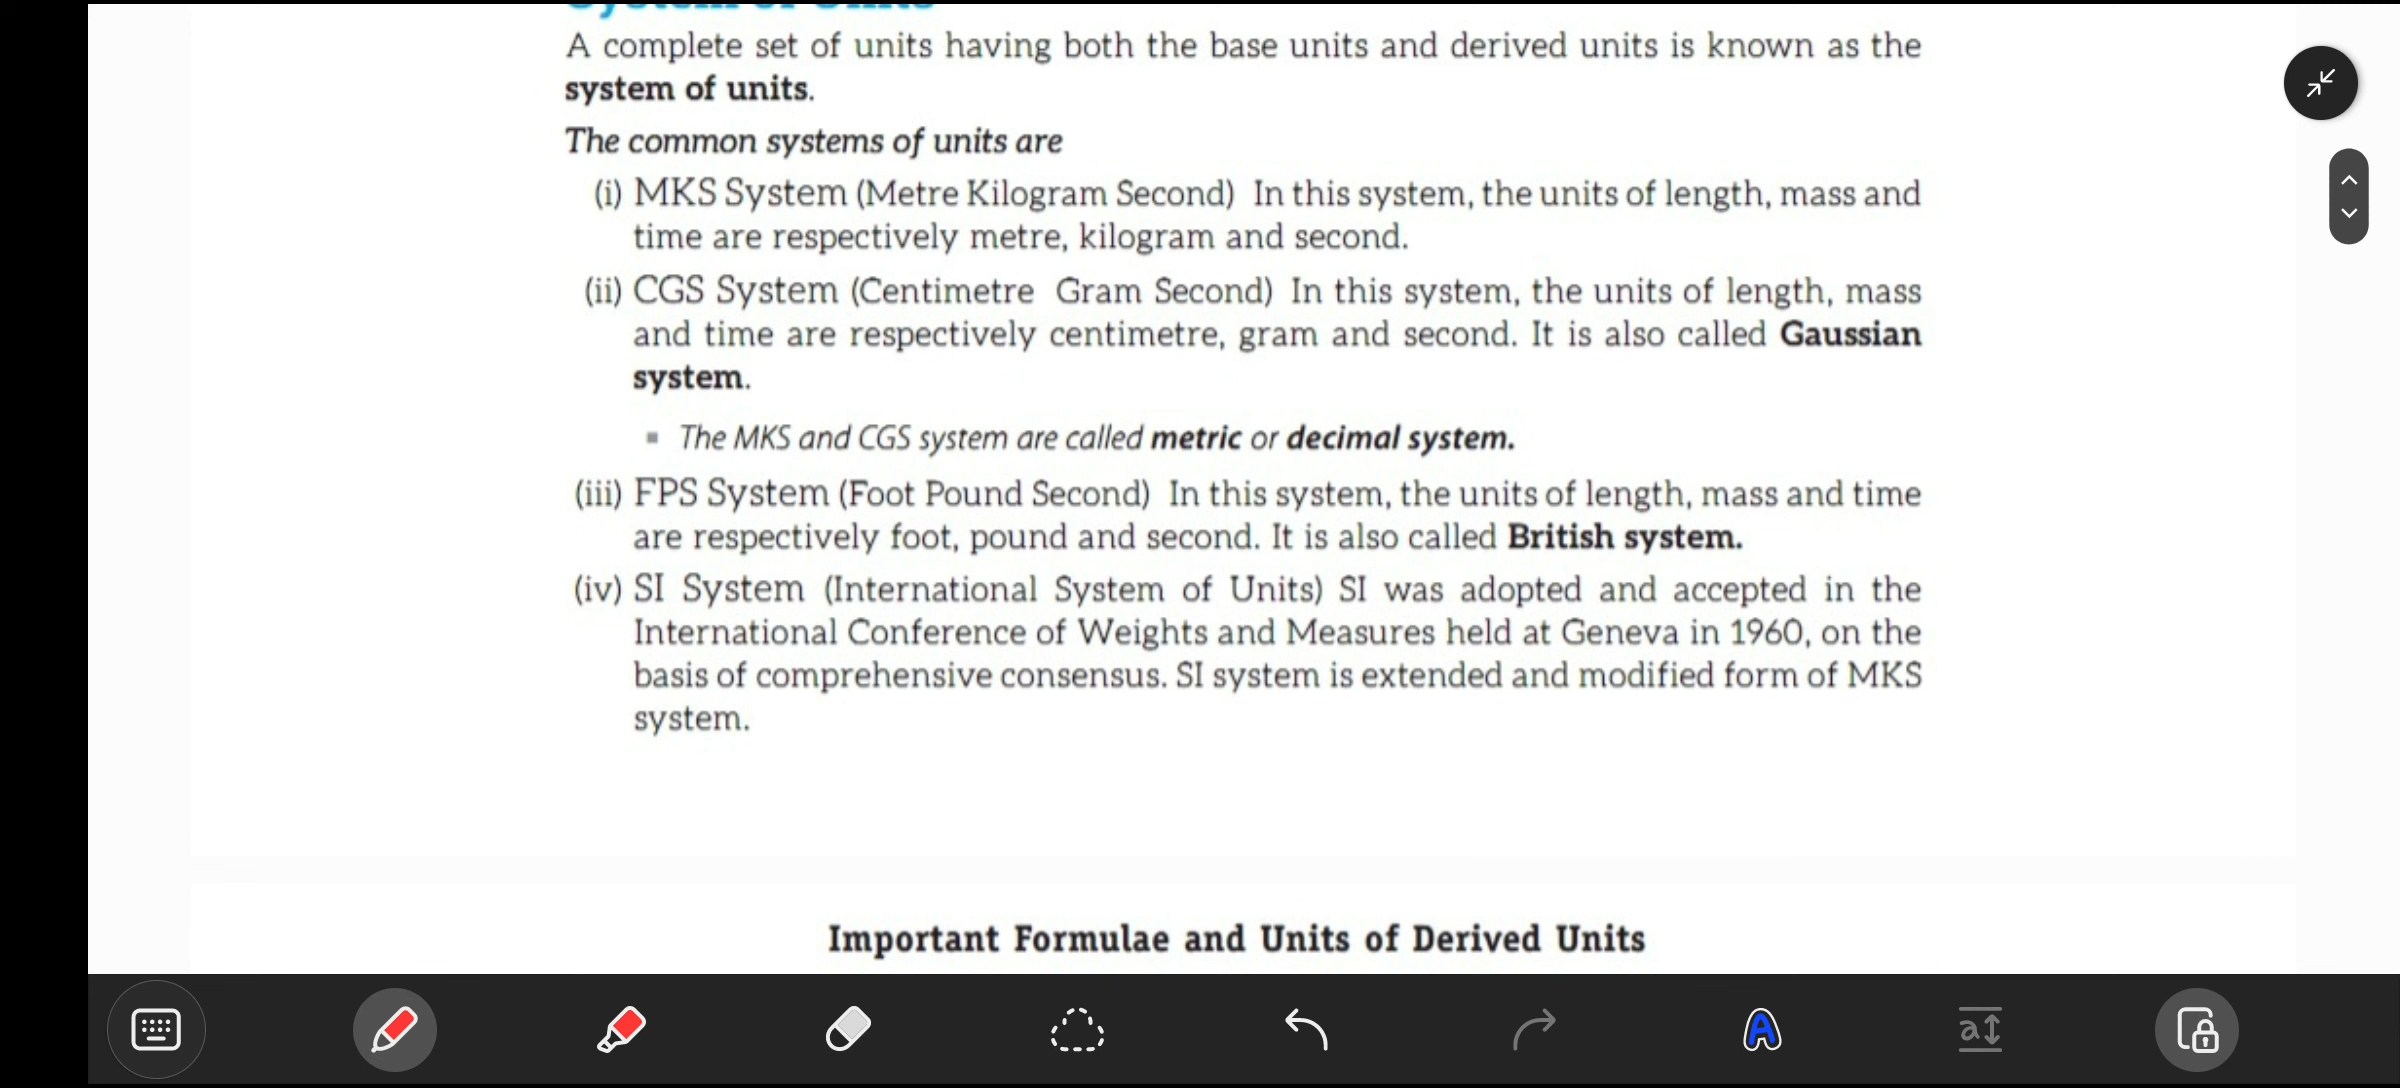 System of Units
A complete set of units having both the base units and derived units is known as the
system of units.
The common systems of units are
(i) MKS System (Metre Kilogram Second) In this system, the units of length, mass and
time are respectively metre, kilogram and second.
(ii) CGS System (Centimetre Gram Second) In this system, the units of length, mass
and time are respectively centimetre, gram and second. It is also called Gaussian
system.
▪ The MKS and CGS system are called metric or decimal system.
(iii) FPS System (Foot Pound Second) In this system, the units of length, mass and time
are respectively foot, pound and second. It is also called British system.
(iv) SI System (International System of Units) SI was adopted and accepted in the
International Conference of Weights and Measures held at Geneva in 1960, on the
basis of comprehensive consensus. SI system is extended and modified form of MKS
system.
Important Formulae and Units of Derived Units
A
a